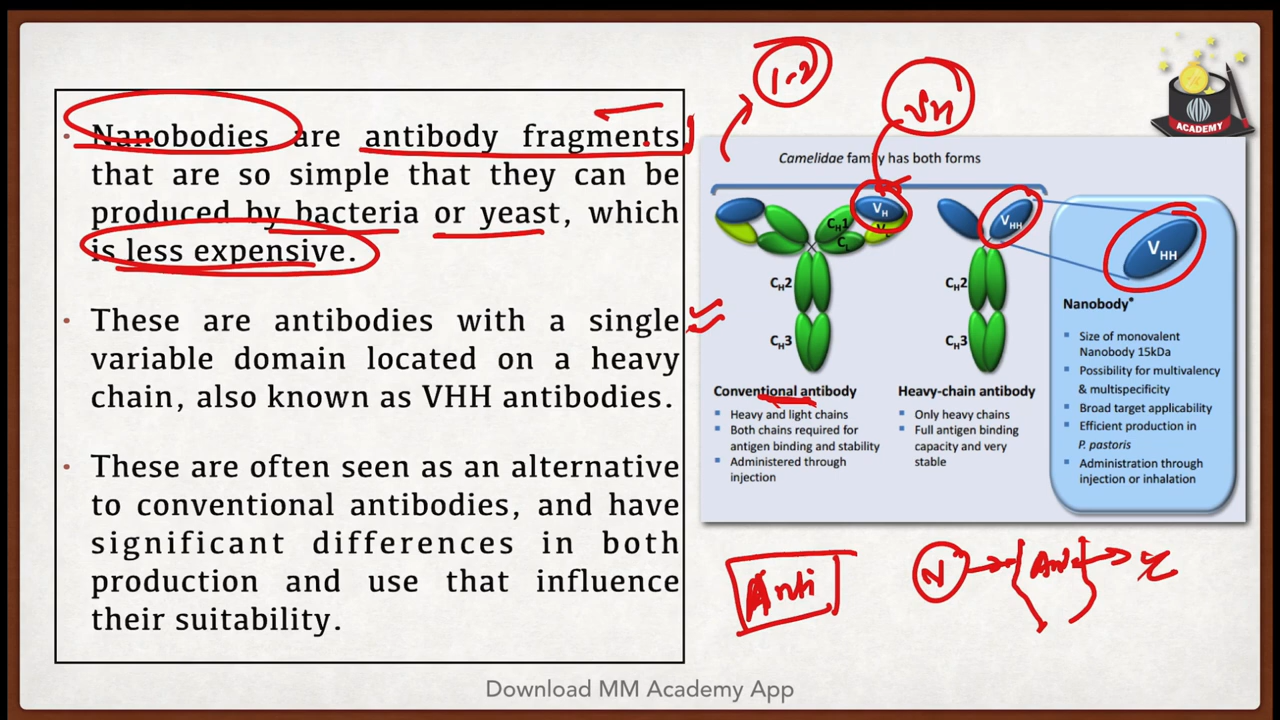 Nanobodies are antibody fragments
that are so simple that they can be
produced by bacteria or yeast, which
is less expensive.
These are antibodies with a single
variable domain located on a heavy
chain, also known as VHH antibodies.
These are often seen as an alternative
to conventional antibodies, and have
significant differences in both
production and use that influence
their suitability.
1-2
VH
ACADEMY
Camelidae family has both forms
VH
CH1
CL
CH2
CH3
Conventional antibody
Heavy and light chains
Both chains required for
antigen binding and stability
Administered through
injection
VHH
CH2
CH3
Heavy-chain antibody
Only heavy chains
Full antigen binding
capacity and very
stable
VHH
Nanobody®
Size of monovalent
Nanobody 15kDa
Possibility for multivalency
& multispecificity
Broad target applicability
Efficient production in
P. pastoris
Administration through
injection or inhalation
Anti
N
Download MM Academy App